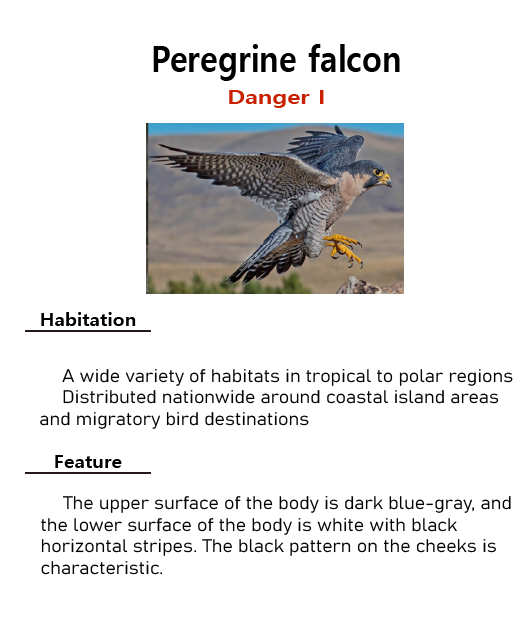 Peregrine falcon
Danger I
Habitation
A wide variety of habitats in tropical to polar regions
Distributed nationwide around coastal island areas
and migratory bird destinations
Feature
The upper surface of the body is dark blue-gray, and
the lower surface of the body is white with black
horizontal stripes. The black pattern on the cheeks is
characteristic.